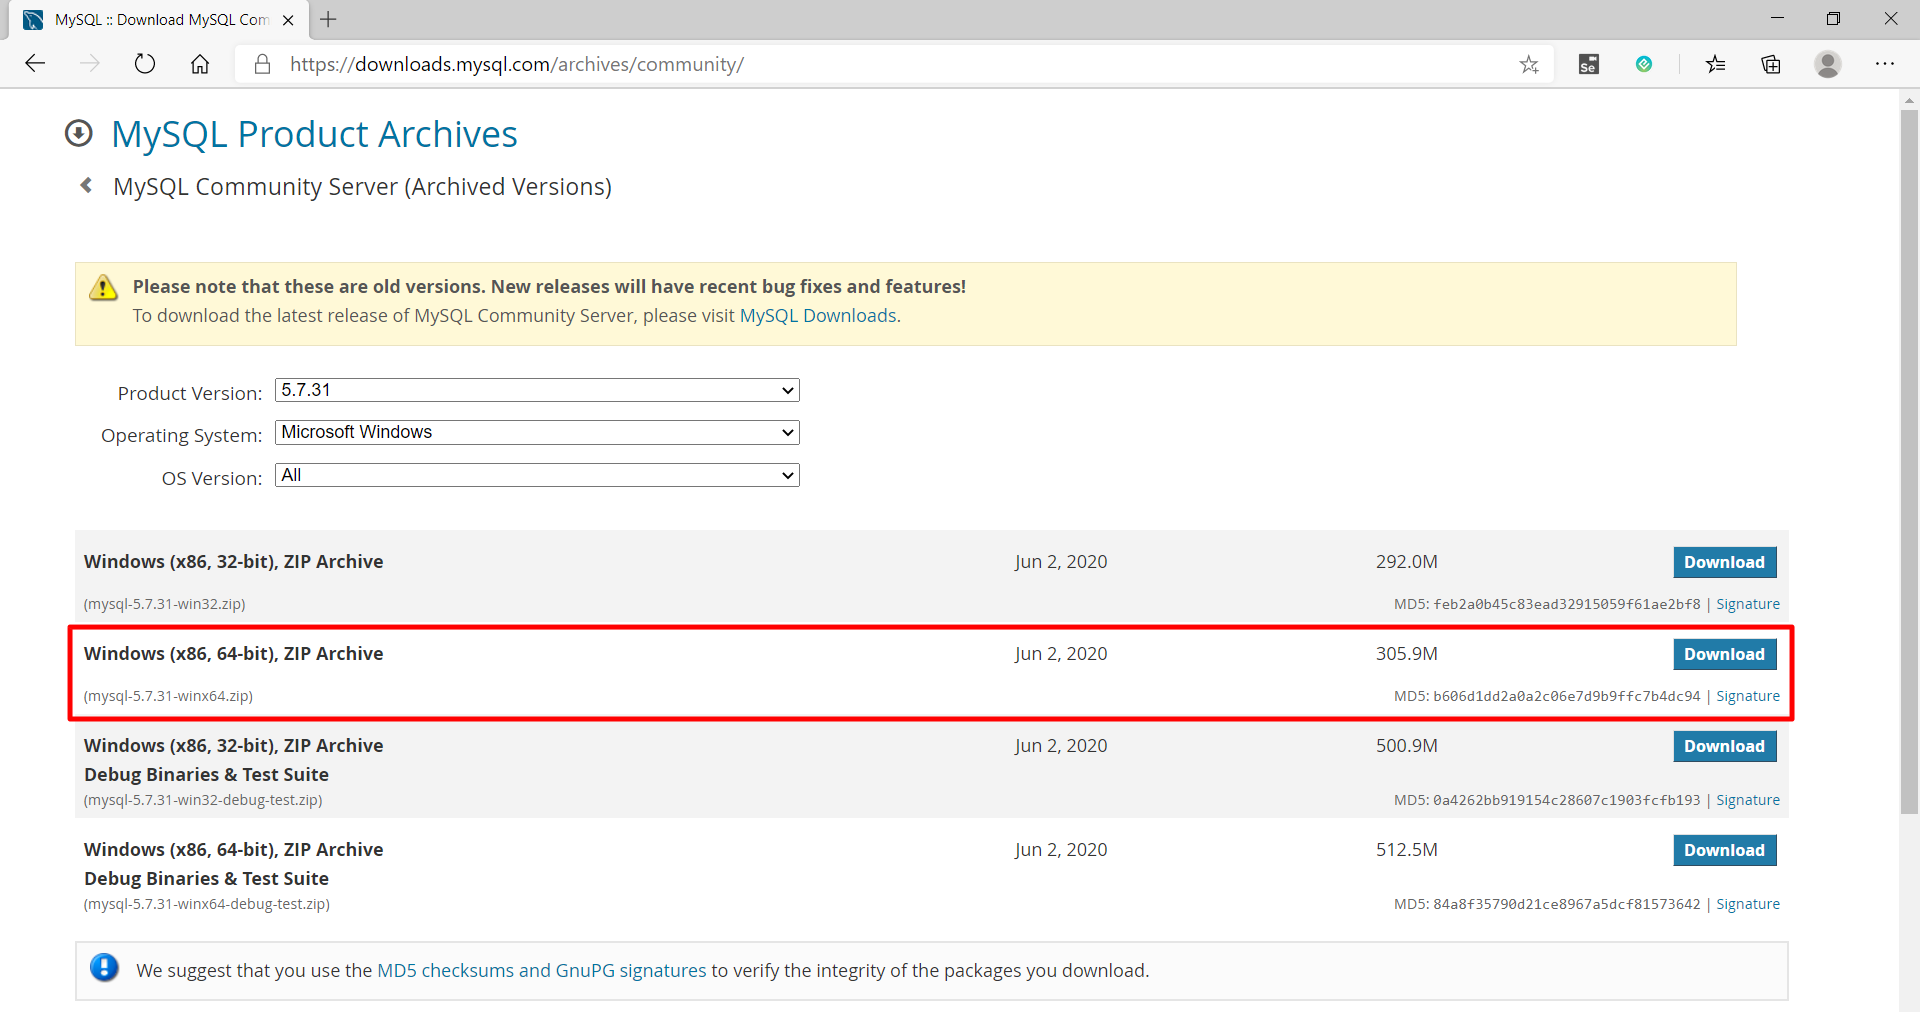 MySQL :: Download MySQL Com
https://downloads.mysql.com/archives/community/
Se
MySQL Product Archives
MySQL Community Server (Archived Versions)
Please note that these are old versions. New releases will have recent bug fixes and features!
To download the latest release of MySQL Community Server, please visit MySQL Downloads.
Product Version: 5.7.31
Operating System: Microsoft Windows
OS Version: All
Windows (x86, 32-bit), ZIP Archive Jun 2, 2020 292.0M Download
(mysql-5.7.31-win32.zip) MD5: feb2a0b45c83ead32915059f61ae2bf8 | Signature
Windows (x86, 64-bit), ZIP Archive Jun 2, 2020 305.9M Download
(mysql-5.7.31-winx64.zip) MD5: b606d1dd2a0a2c06e7d9b9ffc7b4dc94 | Signature
Windows (x86, 32-bit), ZIP Archive Jun 2, 2020 500.9M Download
Debug Binaries & Test Suite
(mysql-5.7.31-win32-debug-test.zip) MD5: 0a4262bb919154c28607c1903fcfb193 | Signature
Windows (x86, 64-bit), ZIP Archive Jun 2, 2020 512.5M Download
Debug Binaries & Test Suite
(mysql-5.7.31-winx64-debug-test.zip) MD5: 84a8f35790d21ce8967a5dcf81573642 | Signature
We suggest that you use the MD5 checksums and GnuPG signatures to verify the integrity of the packages you download.